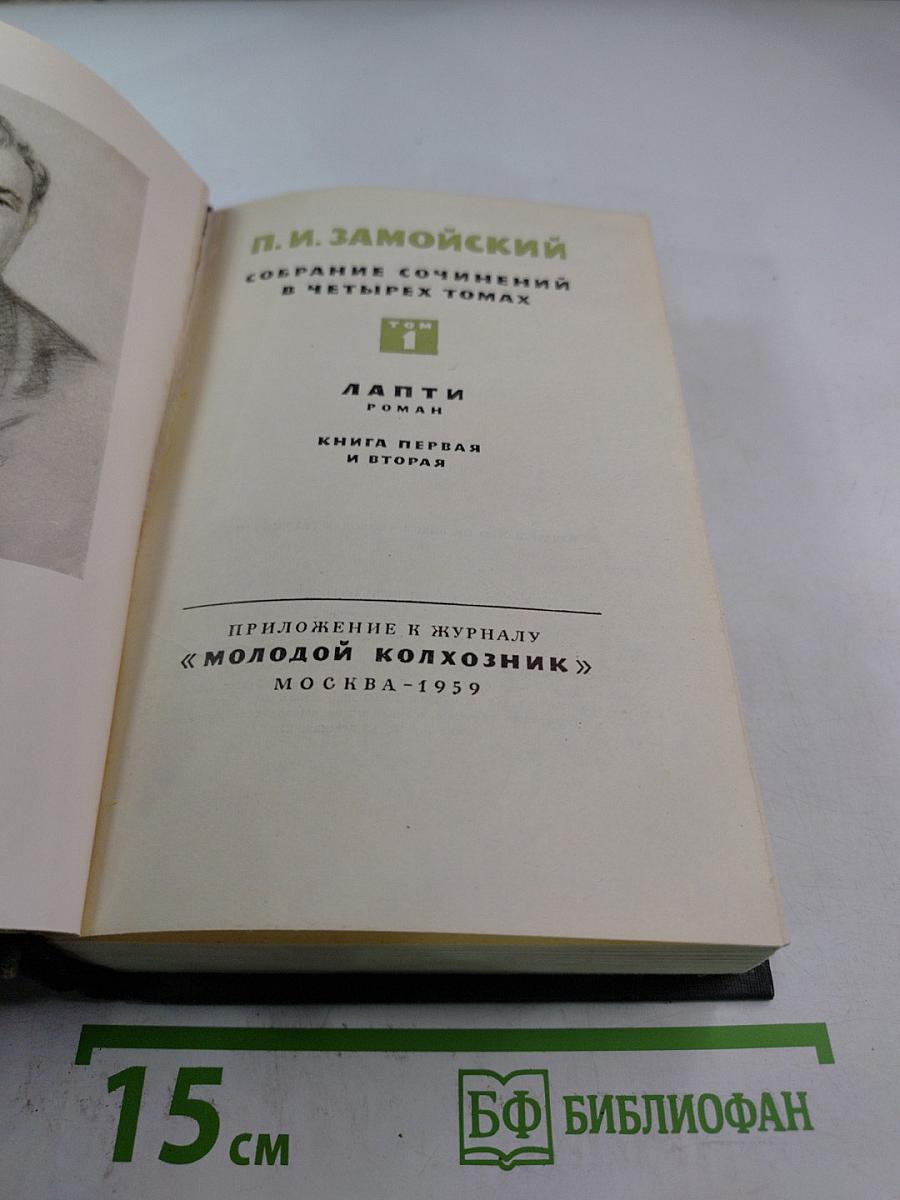 П. И. ЗАМОЙСКИЙ
СОБРАНИЕ СОЧИНЕНИЙ
В ЧЕТЫРЕХ ТОМАХ
ТОМ
1
ЛАПТИ
РОМАН
КНИГА ПЕРВАЯ
И ВТОРАЯ
ПРИЛОЖЕНИЕ К ЖУРНАЛУ
«МОЛОДОЙ КОЛХОЗНИК»
МОСКВА–1959
15 см
БФ БИБЛИОФАН